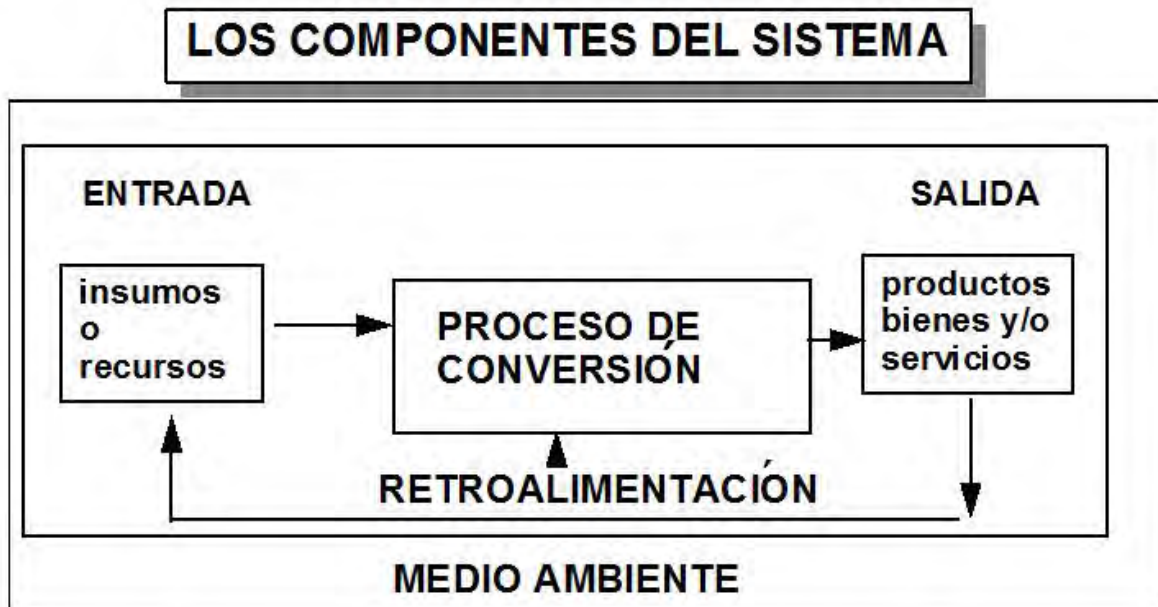 LOS COMPONENTES DEL SISTEMA
ENTRADA
SALIDA
insumos
o
recursos
PROCESO DE
CONVERSIÓN
productos
bienes y/o
servicios
RETROALIMENTACIÓN
MEDIO AMBIENTE